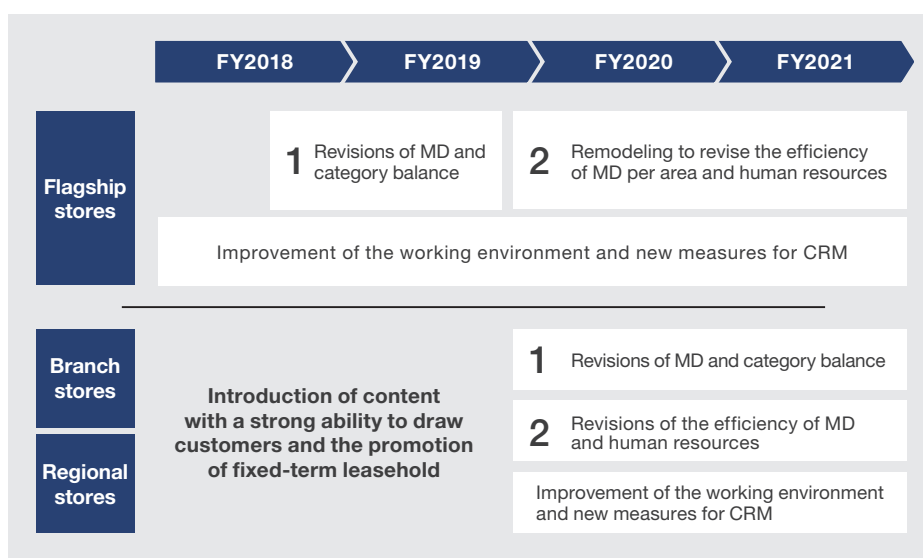 FY2018 FY2019 FY2020 FY2021
Flagship
stores
1 Revisions of MD and
category balance
2 Remodeling to revise the efficiency
of MD per area and human resources
Improvement of the working environment and new measures for CRM
Branch
stores
Regional
stores
Introduction of content
with a strong ability to draw
customers and the promotion
of fixed-term leasehold
1 Revisions of MD and category balance
2 Revisions of the efficiency of MD
and human resources
Improvement of the working environment
and new measures for CRM